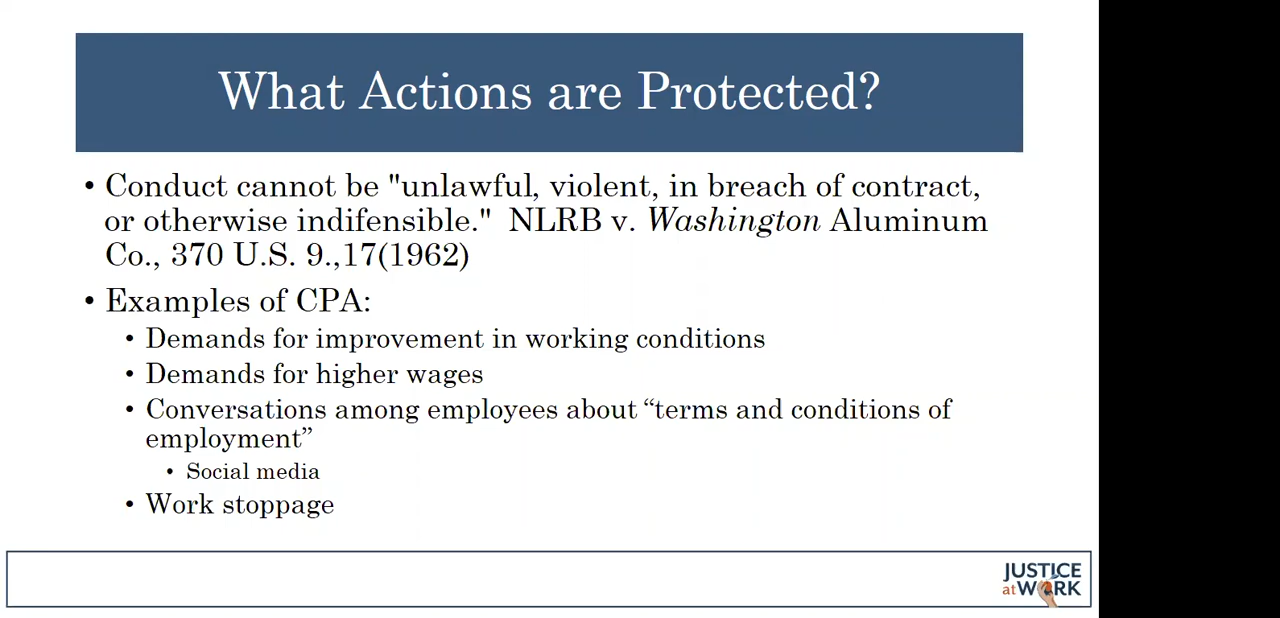 What Actions are Protected?
• Conduct cannot be "unlawful, violent, in breach of contract,
or otherwise indifensible." NLRB v. Washington Aluminum
Co., 370 U.S. 9.,17(1962)
• Examples of CPA:
• Demands for improvement in working conditions
• Demands for higher wages
• Conversations among employees about “terms and conditions of
employment”
• Social media
• Work stoppage
JUSTICE
at WORK